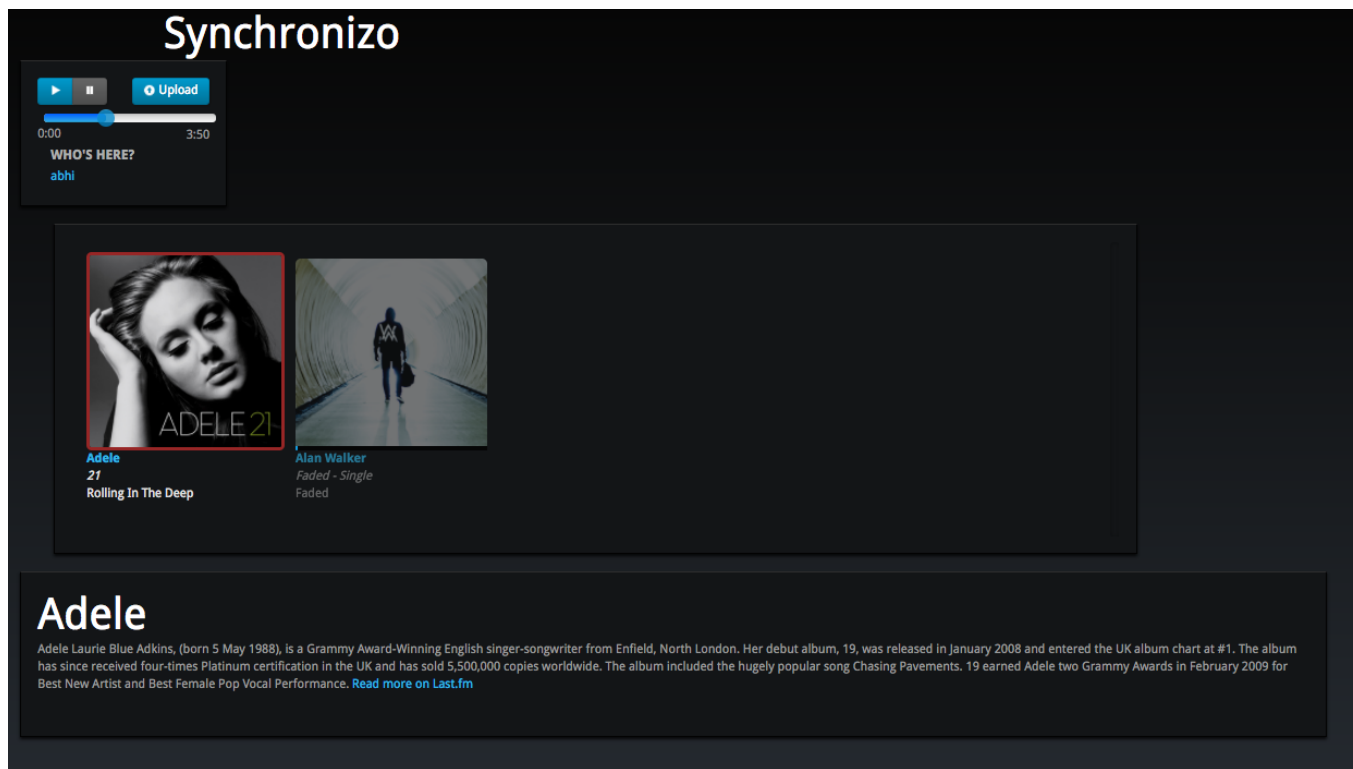 Synchronizo
Upload
0:00 3:50
WHO'S HERE?
abhi
ADELE 21
Adele
21
Rolling In The Deep
Alan Walker
Faded - Single
Faded
Adele
Adele Laurie Blue Adkins, (born 5 May 1988), is a Grammy Award-Winning English singer-songwriter from Enfield, North London. Her debut album, 19, was released in January 2008 and entered the UK album chart at #1. The album
has since received four-times Platinum certification in the UK and has sold 5,500,000 copies worldwide. The album included the hugely popular song Chasing Pavements. 19 earned Adele two Grammy Awards in February 2009 for
Best New Artist and Best Female Pop Vocal Performance. Read more on Last.fm